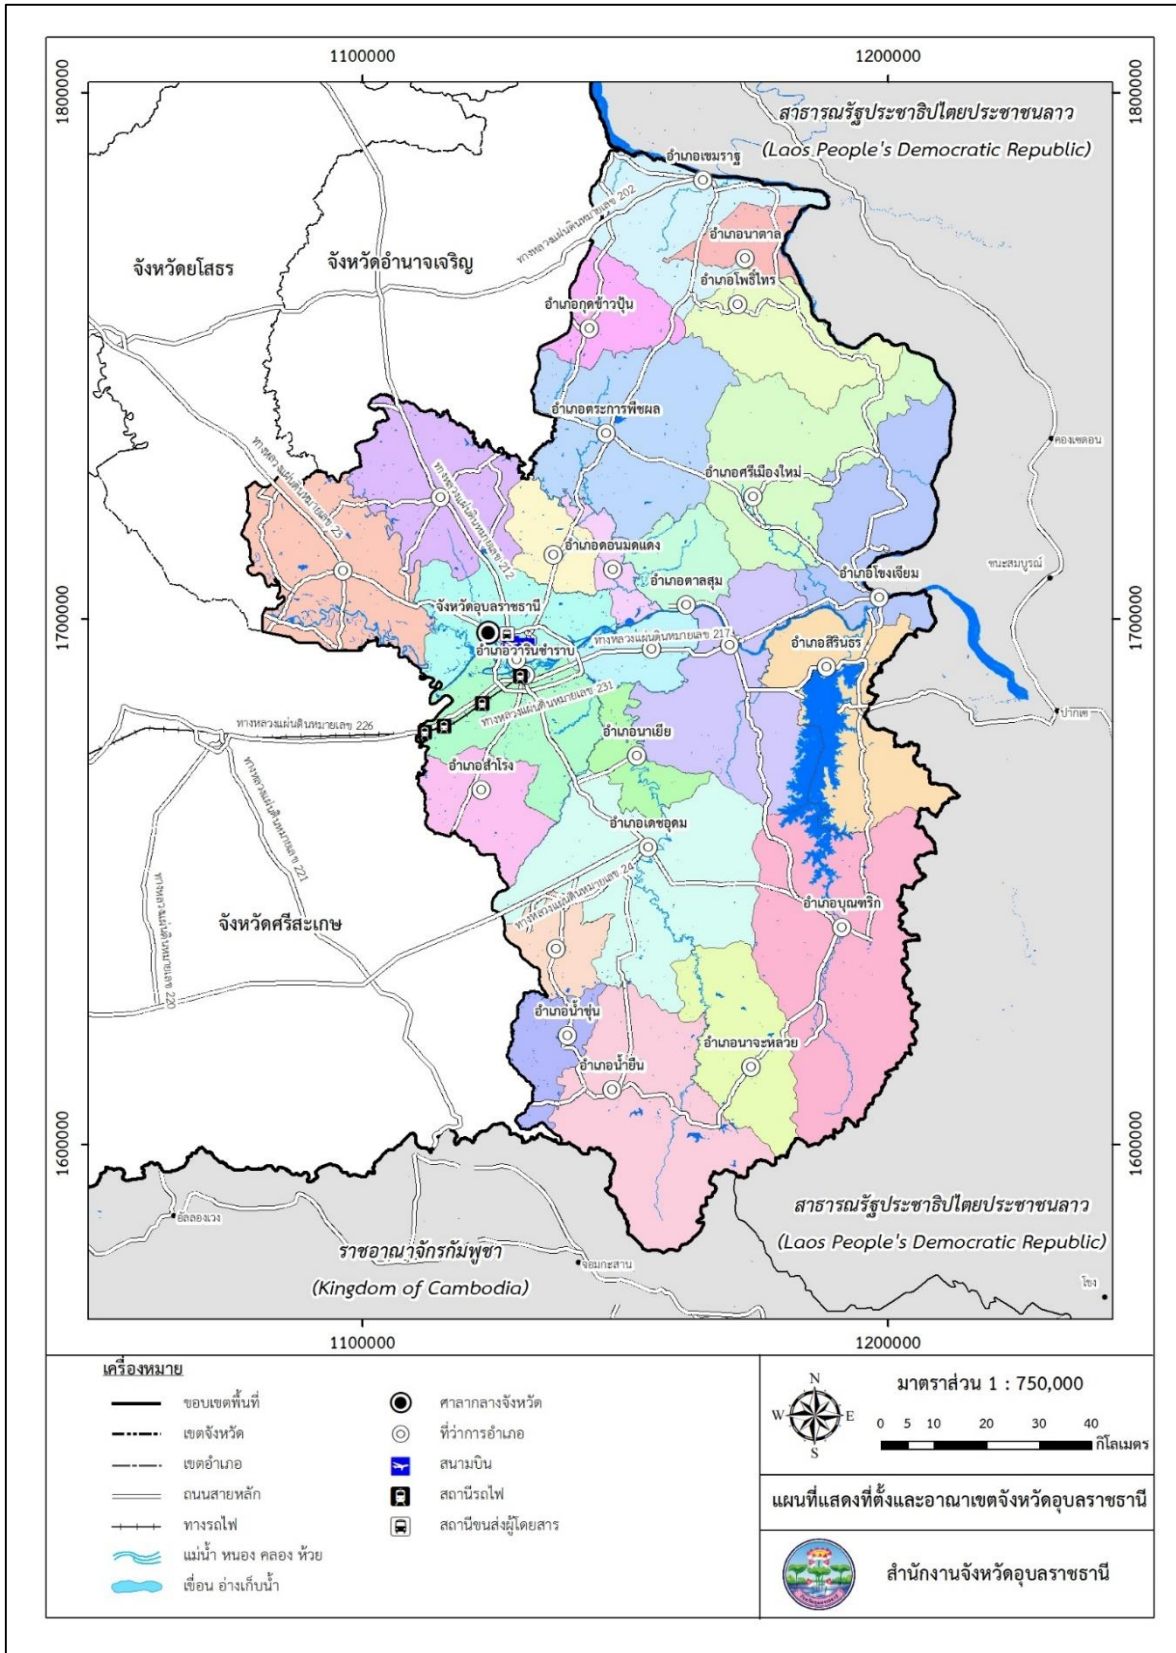 1100000
1200000
1800000
1800000
สาธารณรัฐประชาธิปไตยประชาชนลาว
(Laos People's Democratic Republic)
อำเภอเขมราฐ
ทางหลวงแผ่นดินหมายเลข 202
จังหวัดยโสธร
จังหวัดอำนาจเจริญ
อำเภอนาตาล
อำเภอโพธิ์ไทร
อำเภอกุดข้าวปุ้น
อำเภอตระการพืชผล
คองเซดอน
ทางหลวงแผ่นดินหมายเลข 23
ทางหลวงแผ่นดินหมายเลข 212
อำเภอศรีเมืองใหม่
อำเภอดอนมดแดง
อำเภอตาลสุม
อำเภอโขงเจียม
ชนะสมบูรณ์
1700000
1700000
จังหวัดอุบลราชธานี
ทางหลวงแผ่นดินหมายเลข 217
อำเภอสิรินธร
อำเภอวารินชำราบ
ทางหลวงแผ่นดินหมายเลข 231
ปากเซ
ทางหลวงแผ่นดินหมายเลข 226
อำเภอนาเยีย
อำเภอสำโรง
ทางหลวงแผ่นดินหมายเลข 221
อำเภอเดชอุดม
ทางหลวงแผ่นดินหมายเลข 24
ทางหลวงแผ่นดินหมายเลข 220
จังหวัดศรีสะเกษ
อำเภอบุณฑริก
อำเภอน้ำขุ่น
อำเภอนาจะหลวย
อำเภอน้ำยืน
1600000
1600000
อัลลองเวง
สาธารณรัฐประชาธิปไตยประชาชนลาว
(Laos People's Democratic Republic)
ราชอาณาจักรกัมพูชา
(Kingdom of Cambodia)
จอมกะสาน
โขง
1100000
1200000
เครื่องหมาย
ขอบเขตพื้นที่
เขตจังหวัด
เขตอำเภอ
ถนนสายหลัก
ทางรถไฟ
แม่น้ำ หนอง คลอง ห้วย
เขื่อน อ่างเก็บน้ำ
ศาลากลางจังหวัด
ที่ว่าการอำเภอ
สนามบิน
สถานีรถไฟ
สถานีขนส่งผู้โดยสาร
N
W
E
S
มาตราส่วน 1 : 750,000
0 5 10 20 30 40
กิโลเมตร
แผนที่แสดงที่ตั้งและอาณาเขตจังหวัดอุบลราชธานี
สำนักงานจังหวัดอุบลราชธานี